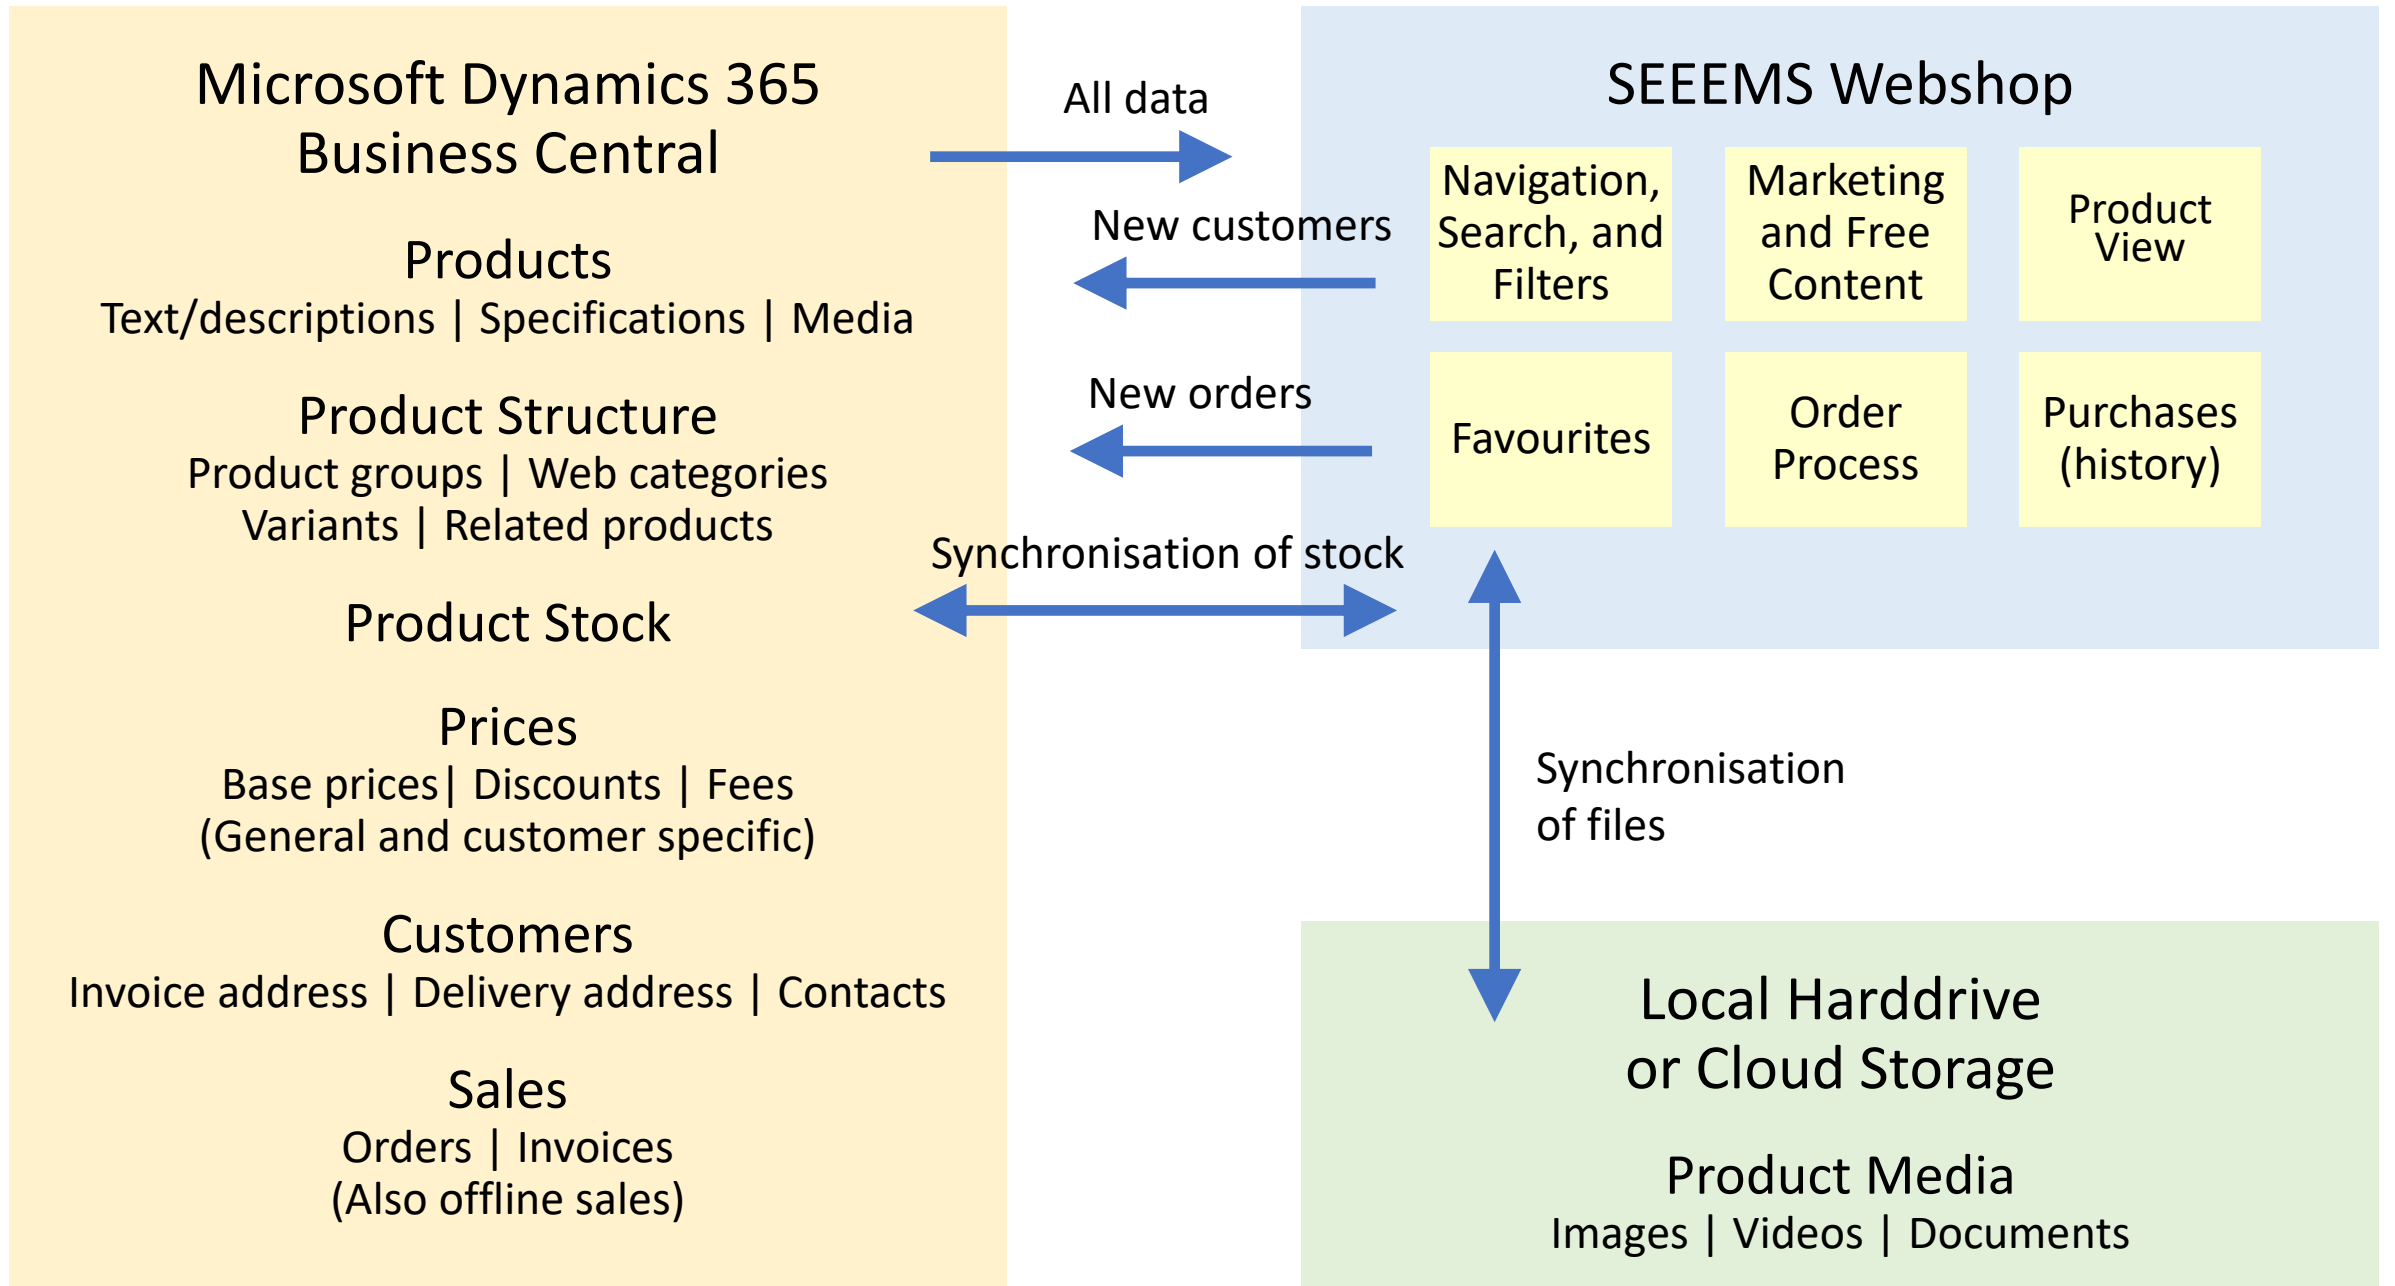 Microsoft Dynamics 365
Business Central
Products
Text/descriptions | Specifications | Media
Product Structure
Product groups | Web categories
Variants | Related products
Product Stock
Prices
Base prices| Discounts | Fees
(General and customer specific)
Customers
Invoice address | Delivery address | Contacts
Sales
Orders | Invoices
(Also offline sales)
All data
New customers
New orders
Synchronisation of stock
SEEEMS Webshop
Navigation,
Search, and
Filters
Marketing
and Free
Content
Product
View
Favourites
Order
Process
Purchases
(history)
Synchronisation
of files
Local Harddrive
or Cloud Storage
Product Media
Images | Videos | Documents